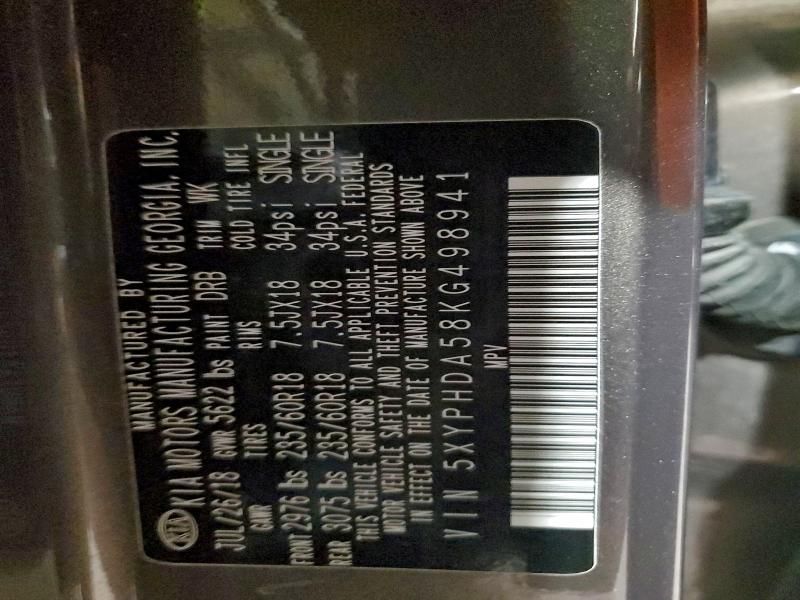 MANUFACTURED BY
KIA KIA MOTORS MANUFACTURING GEORGIA, INC.
JUL/26/18 GVWR 5622 lbs PAINT DRB TRIM WK
GAWR TIRES RIMS COLD TIRE INFL
FRONT 2976 lbs 235/60R18 7.5JX18 34psi SINGLE
REAR 3075 lbs 235/60R18 7.5JX18 34psi SINGLE
THIS VEHICLE CONFORMS TO ALL APPLICABLE U.S.A. FEDERAL
MOTOR VEHICLE SAFETY AND THEFT PREVENTION STANDARDS
IN EFFECT ON THE DATE OF MANUFACTURE SHOWN ABOVE
VIN 5XYPHDA58KG498941
MPV